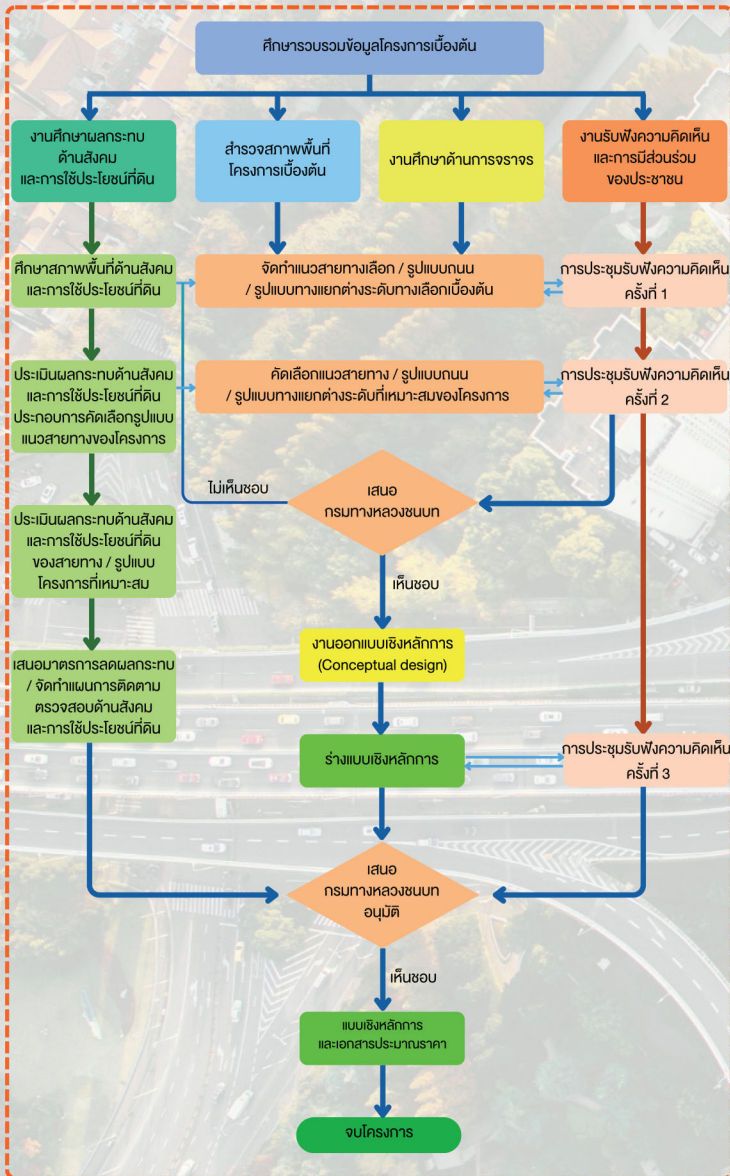 ศึกษารวบรวมข้อมูลโครงการเบื้องต้น
งานศึกษาผลกระทบ
ด้านสังคม
และการใช้ประโยชน์ที่ดิน
สำรวจสภาพพื้นที่
โครงการเบื้องต้น
งานศึกษาด้านการจราจร
งานรับฟังความคิดเห็น
และการมีส่วนร่วม
ของประชาชน
ศึกษาสภาพพื้นที่ด้านสังคม
และการใช้ประโยชน์ที่ดิน
จัดทำแนวสายทางเลือก / รูปแบบถนน
/ รูปแบบทางแยกต่างระดับทางเลือกเบื้องต้น
การประชุมรับฟังความคิดเห็น
ครั้งที่ 1
ประเมินผลกระทบด้านสังคม
และการใช้ประโยชน์ที่ดิน
ประกอบการคัดเลือกรูปแบบ
แนวสายทางของโครงการ
คัดเลือกแนวสายทาง / รูปแบบถนน
/ รูปแบบทางแยกต่างระดับที่เหมาะสมของโครงการ
การประชุมรับฟังความคิดเห็น
ครั้งที่ 2
ไม่เห็นชอบ
เสนอ
กรมทางหลวงชนบท
ประเมินผลกระทบด้านสังคม
และการใช้ประโยชน์ที่ดิน
ของสายทาง / รูปแบบ
โครงการที่เหมาะสม
เห็นชอบ
งานออกแบบเชิงหลักการ
(Conceptual design)
เสนอมาตรการลดผลกระทบ
/ จัดทำแผนการติดตาม
ตรวจสอบด้านสังคม
และการใช้ประโยชน์ที่ดิน
ร่างแบบเชิงหลักการ
การประชุมรับฟังความคิดเห็น
ครั้งที่ 3
เสนอ
กรมทางหลวงชนบท
อนุมัติ
เห็นชอบ
แบบเชิงหลักการ
และเอกสารประมาณราคา
จบโครงการ